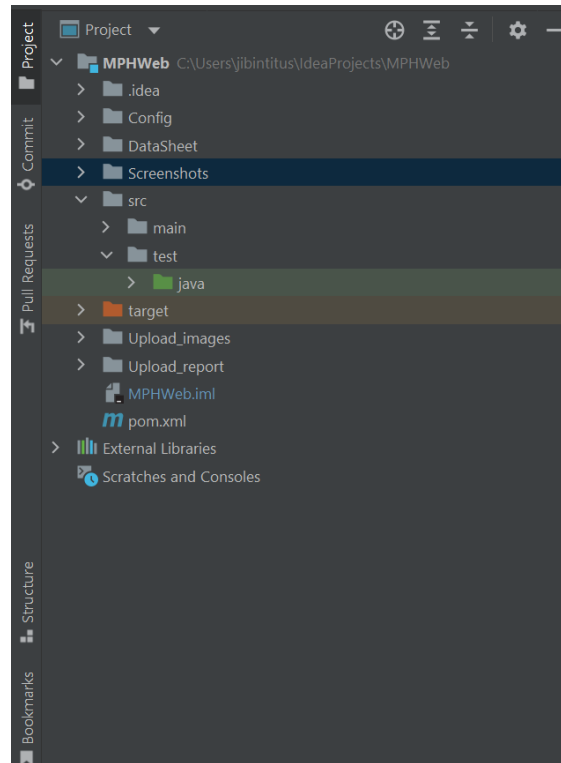 Project
MPHWeb C:\Users\jibintitus\IdeaProjects\MPHWeb
.idea
Config
DataSheet
Screenshots
src
main
test
java
target
Upload_images
Upload_report
MPHWeb.iml
m pom.xml
External Libraries
Scratches and Consoles
Project
Commit
Pull Requests
Structure
Bookmarks